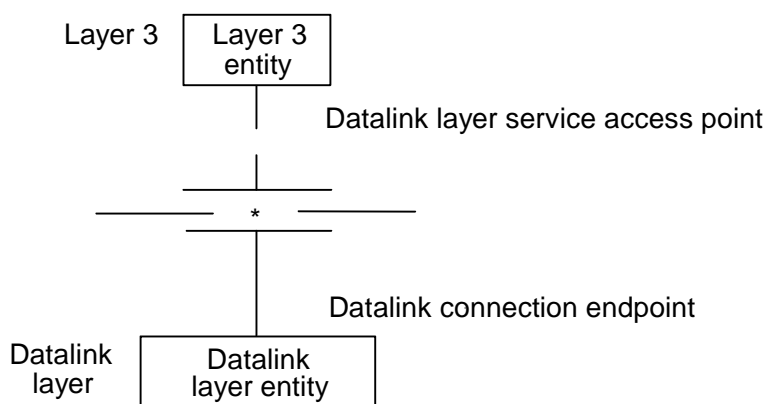 Layer 3
Layer 3
entity
Datalink layer service access point
*
Datalink connection endpoint
Datalink
layer
Datalink
layer entity